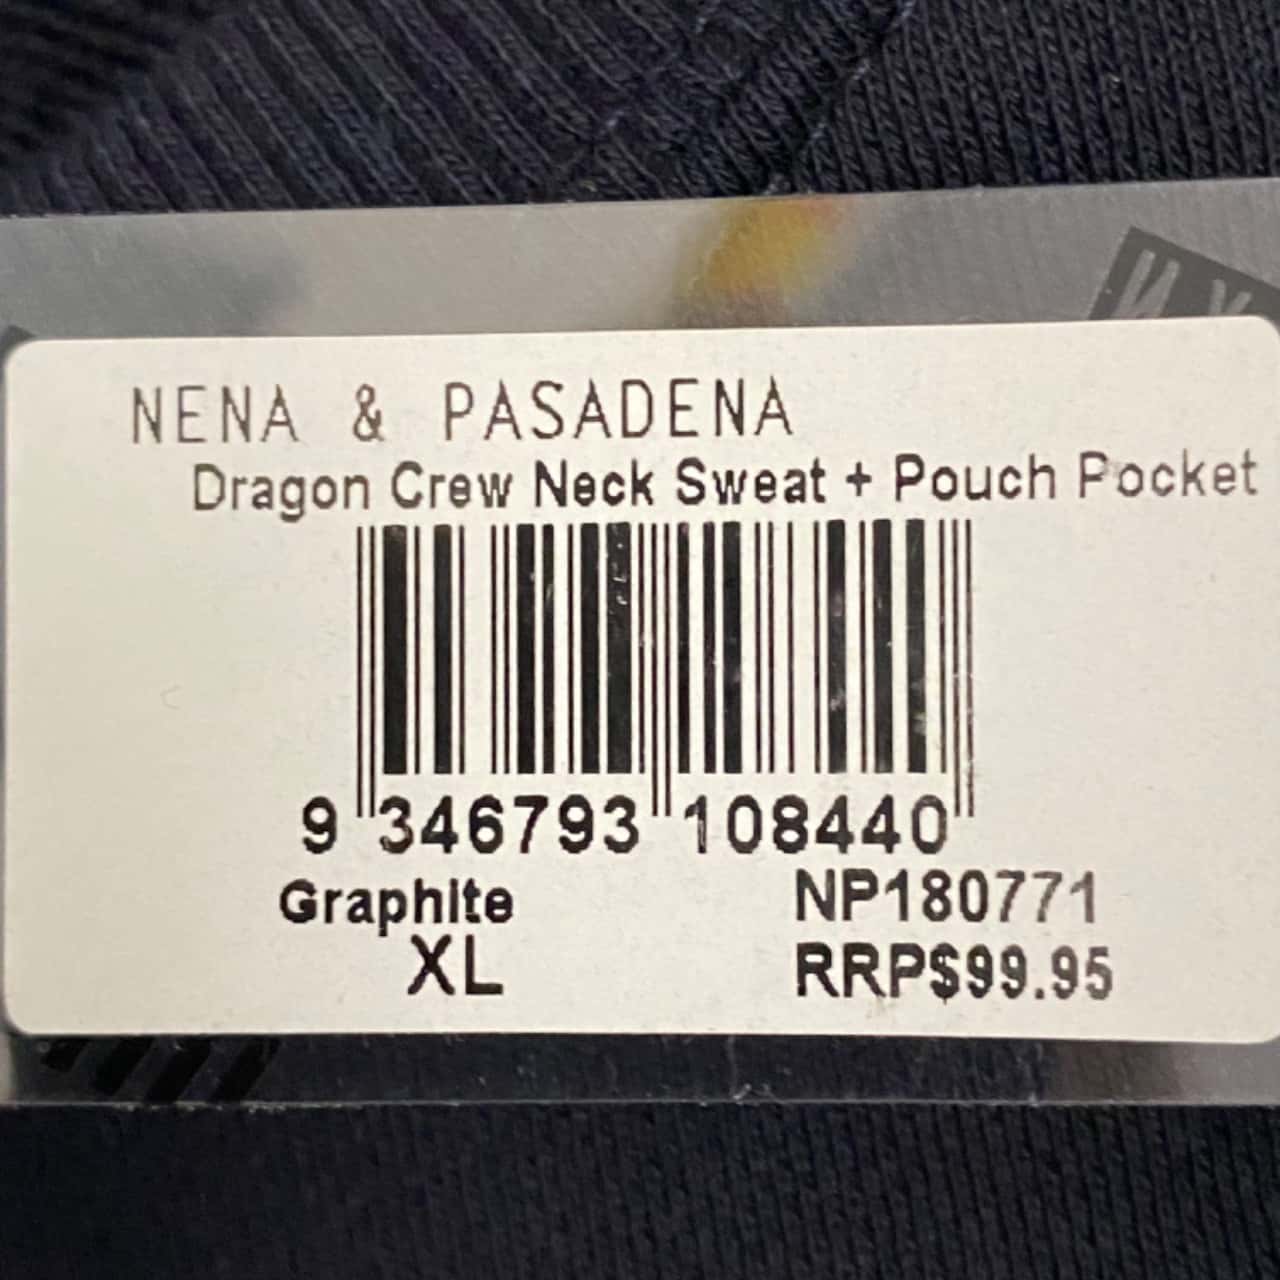 NENA & PASADENA
Dragon Crew Neck Sweat + Pouch Pocket
9 346793 108440
Graphite NP180771
XL RRP$99.95